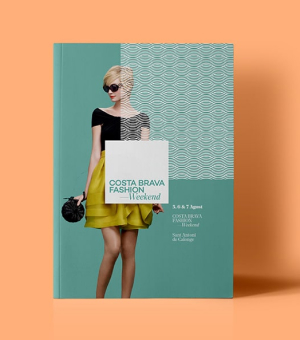 COSTA BRAVA
FASHION
—Weekend
5, 6 & 7 Agost
COSTA BRAVA
FASHION
—Weekend
Sant Antoni
de Calonge